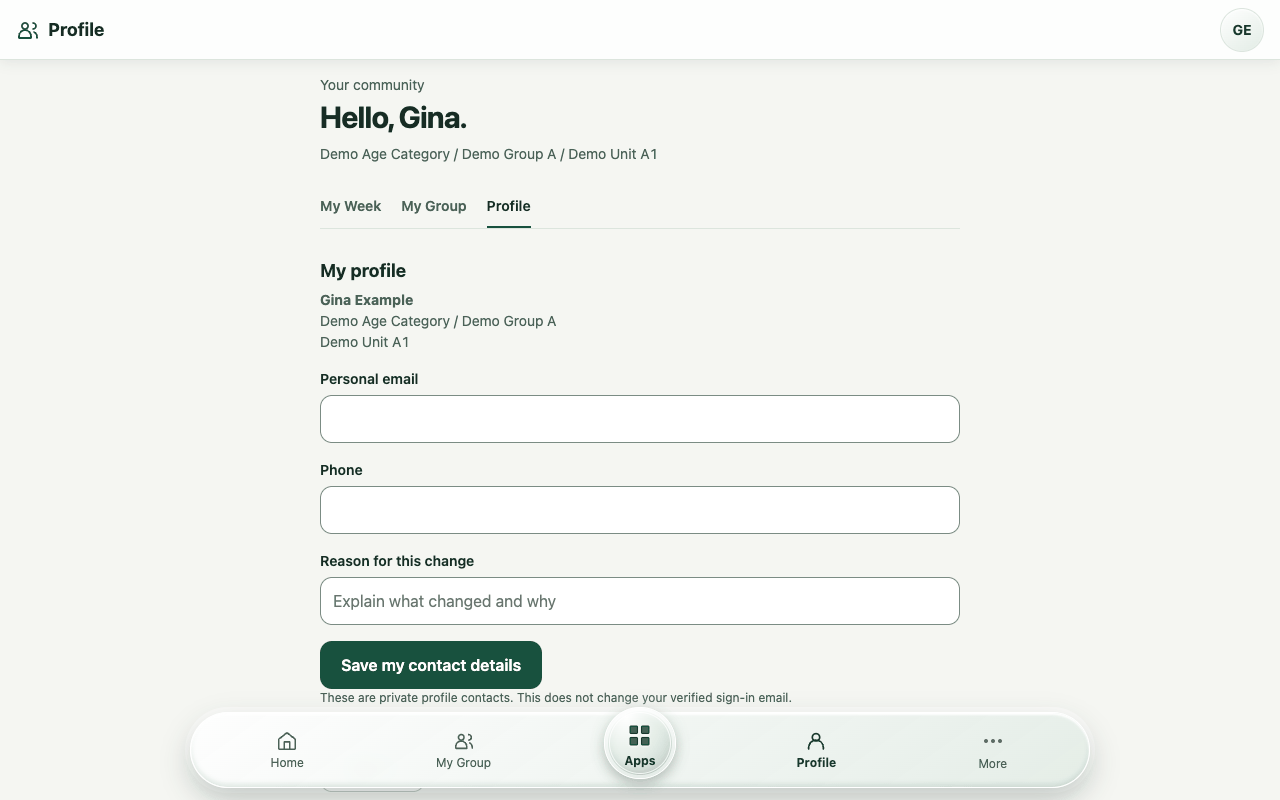 Profile
GE
Your community
Hello, Gina.
Demo Age Category / Demo Group A / Demo Unit A1
My Week
My Group
Profile
My profile
Gina Example
Demo Age Category / Demo Group A
Demo Unit A1
Personal email
Phone
Reason for this change
Explain what changed and why
Save my contact details
These are private profile contacts. This does not change your verified sign-in email.
Home
My Group
Apps
Profile
More